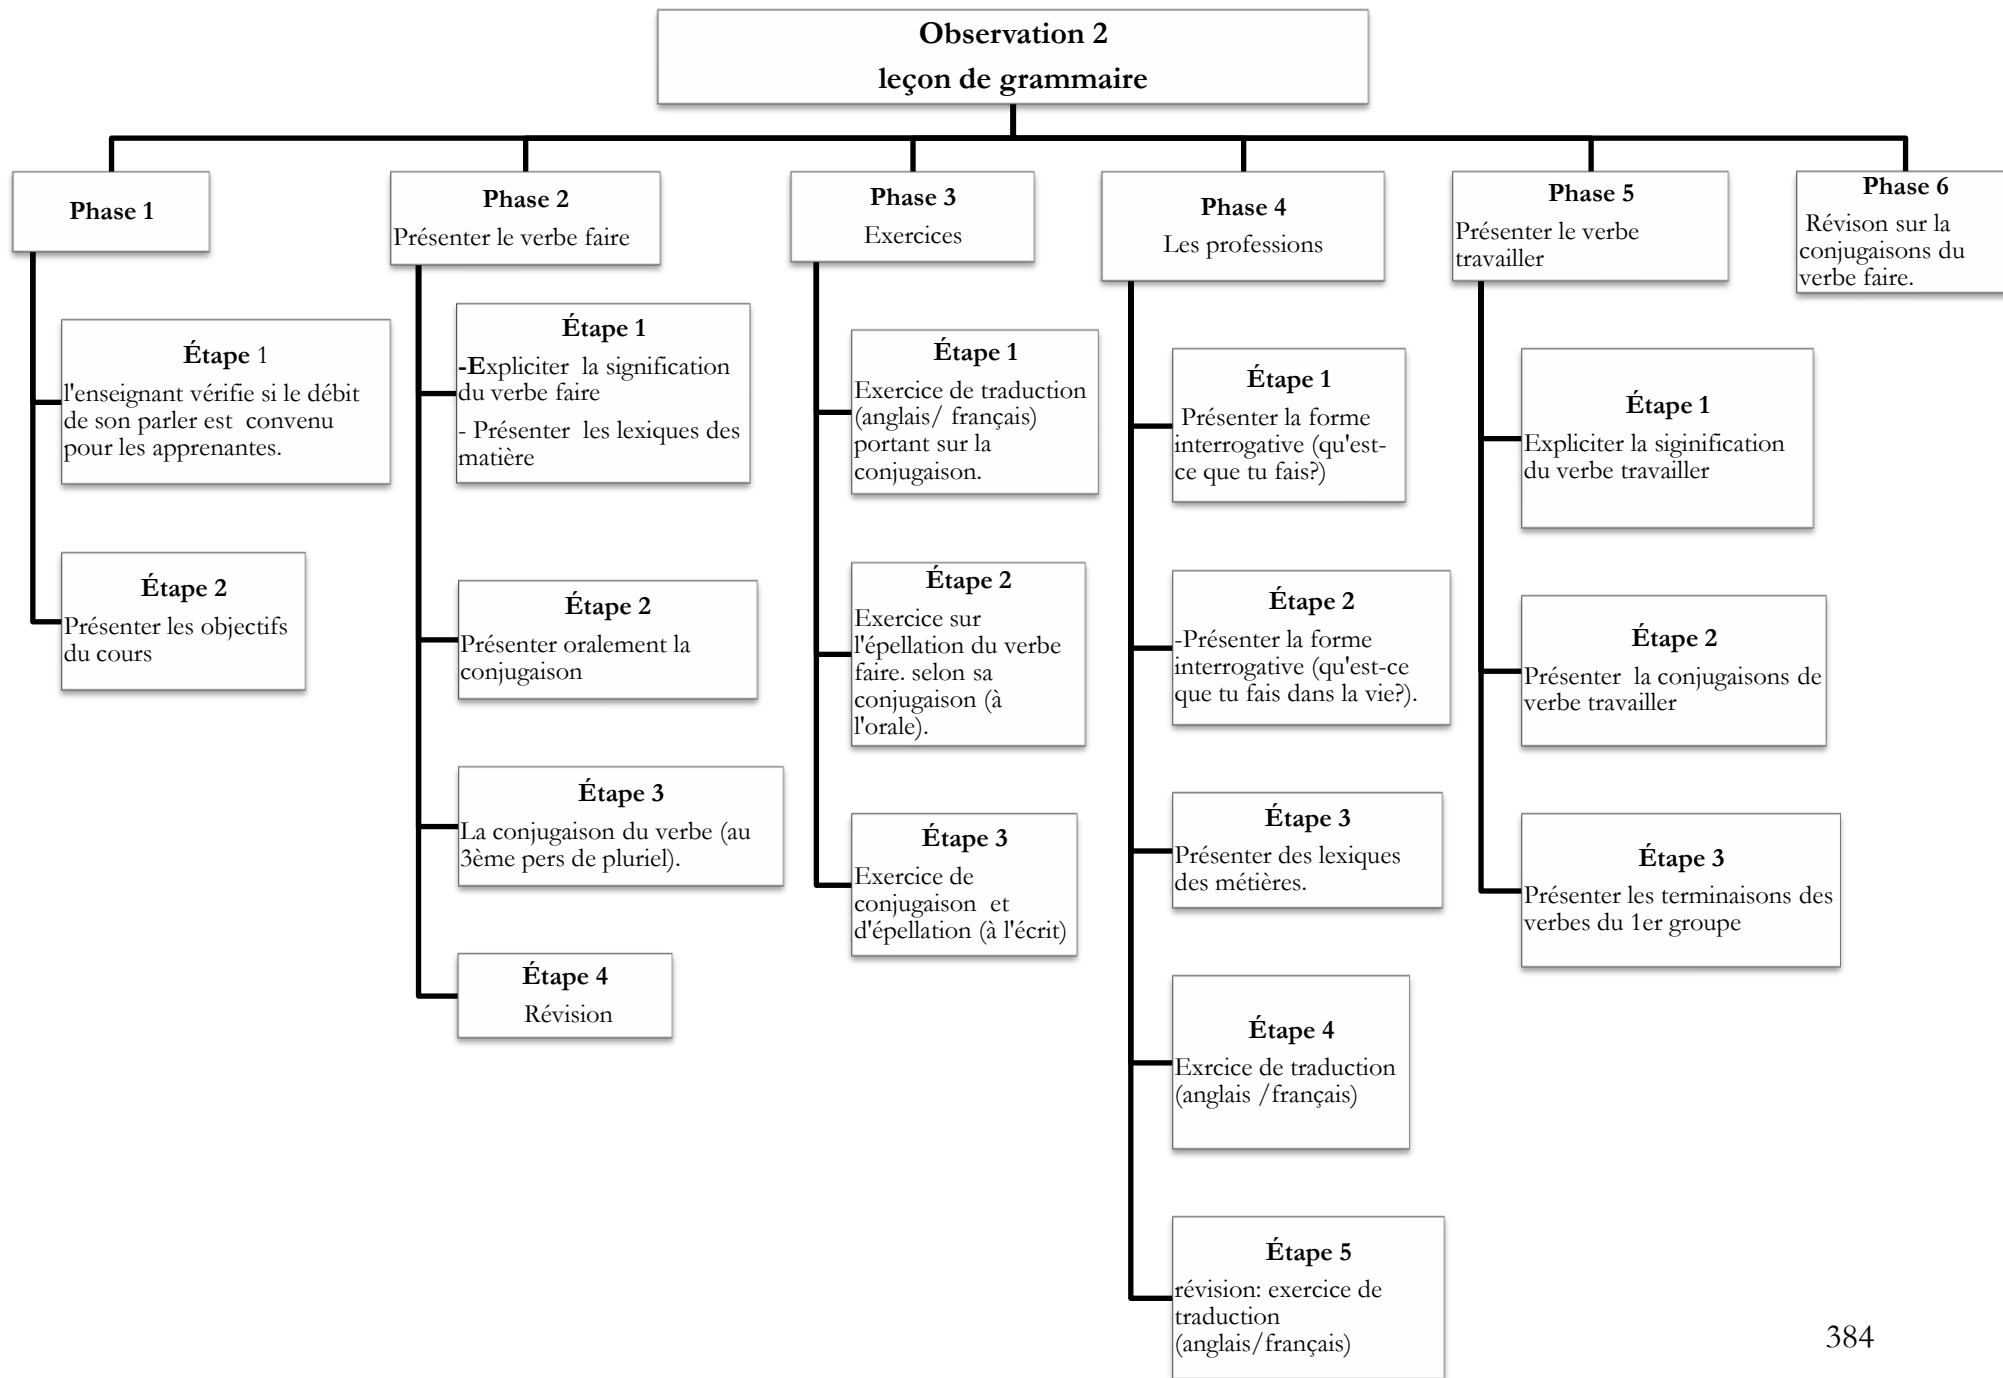 Observation 2
leçon de grammaire
Phase 1
Étape 1
l'enseignant vérifie si le débit
de son parler est convenu
pour les apprenantes.
Étape 2
Présenter les objectifs
du cours
Phase 2
Présenter le verbe faire
Étape 1
-Expliciter la signification
du verbe faire
- Présenter les lexiques des
matière
Étape 2
Présenter oralement la
conjugaison
Étape 3
La conjugaison du verbe (au
3ème pers de pluriel).
Étape 4
Révision
Phase 3
Exercices
Étape 1
Exercice de traduction
(anglais/ français)
portant sur la
conjugaison.
Étape 2
Exercice sur
l'épellation du verbe
faire. selon sa
conjugaison (à
l'orale).
Étape 3
Exercice de
conjugaison et
d'épellation (à l'écrit)
Phase 4
Les professions
Étape 1
Présenter la forme
interrogative (qu'est-
ce que tu fais?)
Étape 2
-Présenter la forme
interrogative (qu'est-ce
que tu fais dans la vie?).
Étape 3
Présenter des lexiques
des métières.
Étape 4
Exrcice de traduction
(anglais /français)
Étape 5
révision: exercice de
traduction
(anglais/français)
Phase 5
Présenter le verbe
travailler
Étape 1
Expliciter la siginification
du verbe travailler
Étape 2
Présenter la conjugaisons de
verbe travailler
Étape 3
Présenter les terminaisons des
verbes du 1er groupe
Phase 6
Révison sur la
conjugaisons du
verbe faire.
384